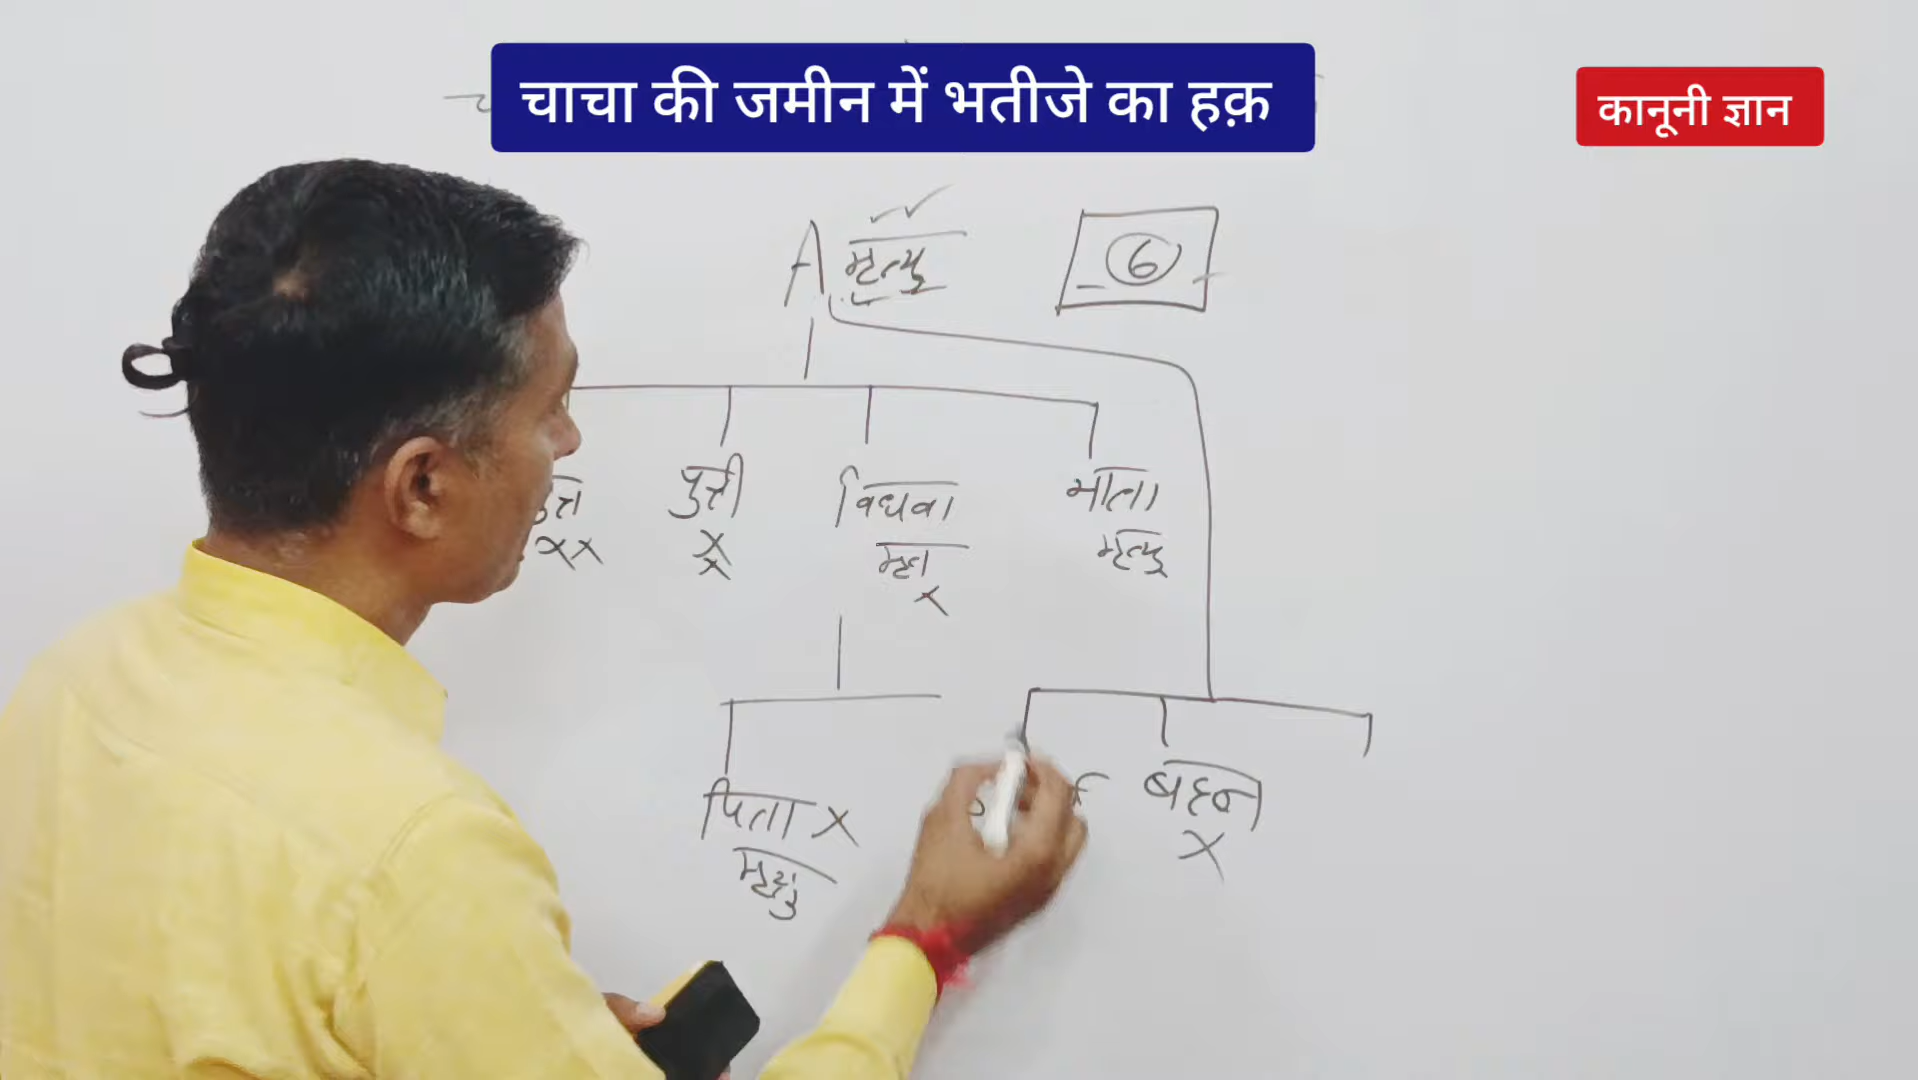 चाचा की जमीन में भतीजे का हक़
कानूनी ज्ञान
A मृत्यु
6
पुत्री
विधवा
माता
मृत्यु
पिता X
मृत्यु
बहन
X